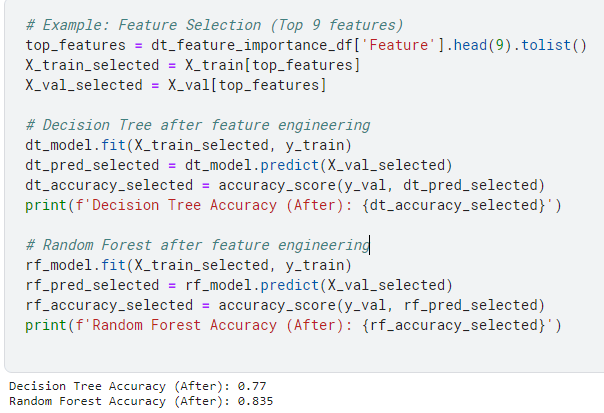 # Example: Feature Selection (Top 9 features)
top_features = dt_feature_importance_df['Feature'].head(9).tolist()
X_train_selected = X_train[top_features]
X_val_selected = X_val[top_features]
# Decision Tree after feature engineering
dt_model.fit(X_train_selected, y_train)
dt_pred_selected = dt_model.predict(X_val_selected)
dt_accuracy_selected = accuracy_score(y_val, dt_pred_selected)
print(f'Decision Tree Accuracy (After): {dt_accuracy_selected}')
# Random Forest after feature engineering
rf_model.fit(X_train_selected, y_train)
rf_pred_selected = rf_model.predict(X_val_selected)
rf_accuracy_selected = accuracy_score(y_val, rf_pred_selected)
print(f'Random Forest Accuracy (After): {rf_accuracy_selected}')
Decision Tree Accuracy (After): 0.77
Random Forest Accuracy (After): 0.835